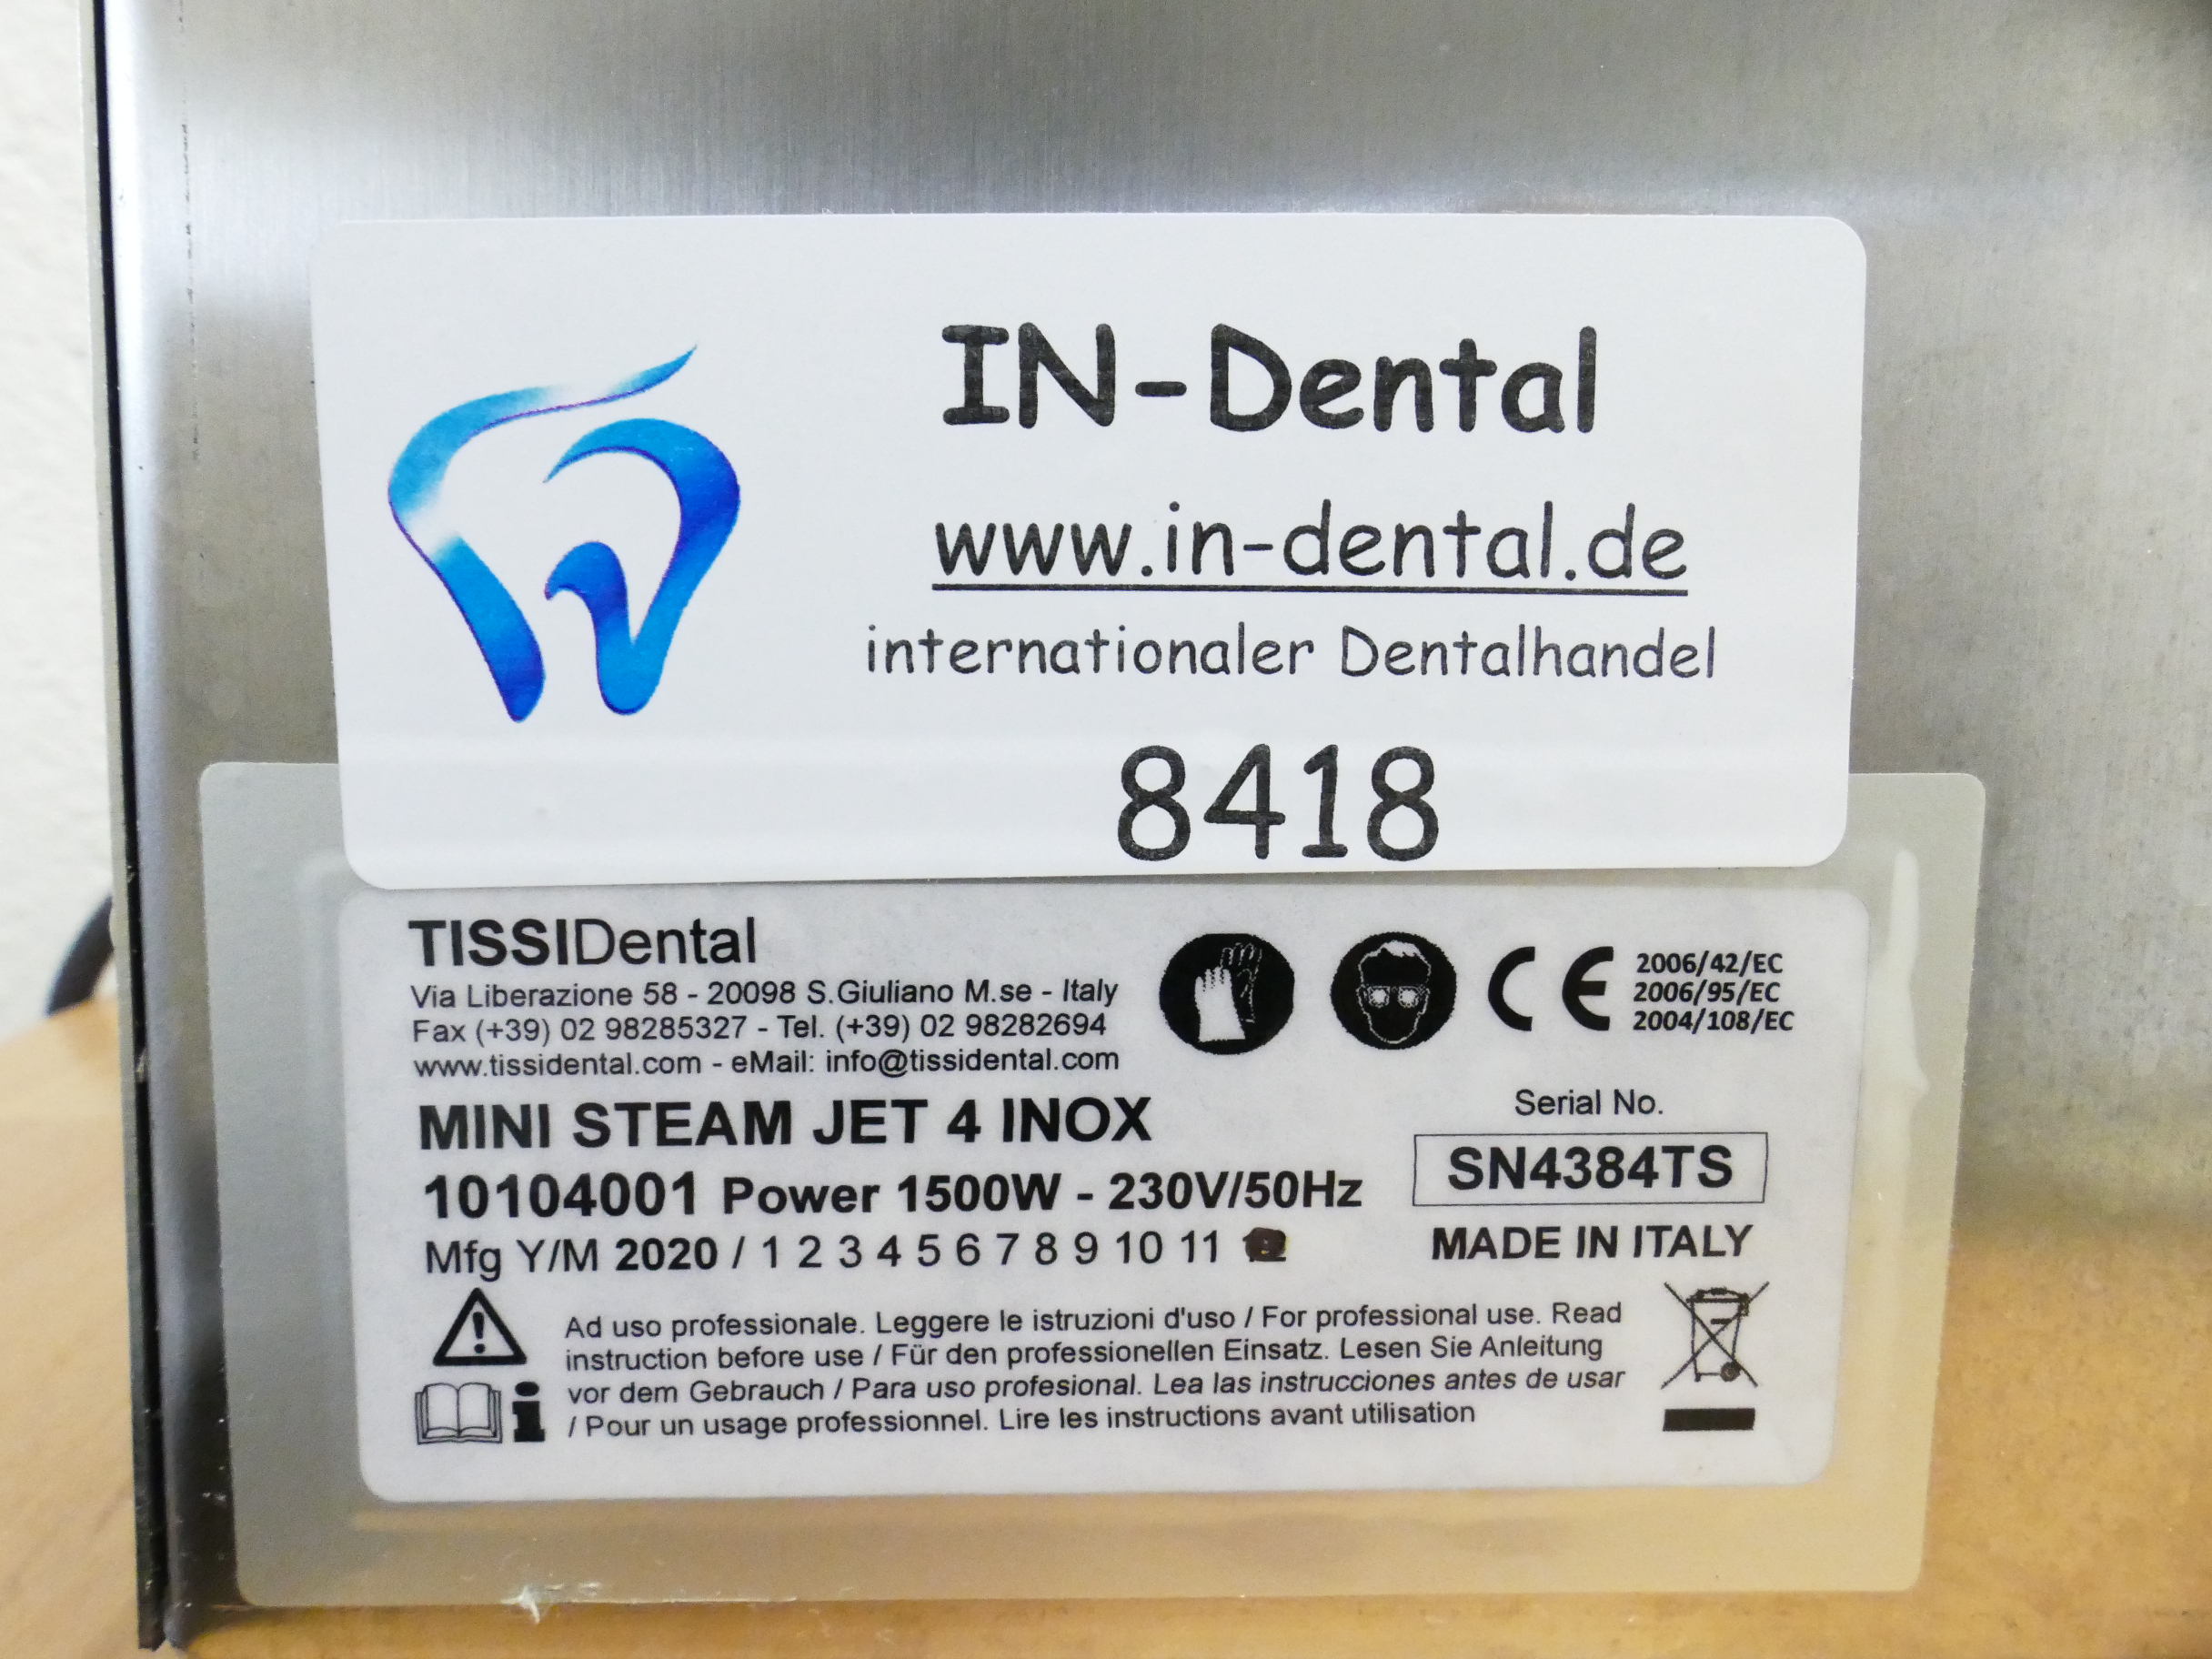 IN-Dental
www.in-dental.de
internationaler Dentalhandel
8418
TISSIDental
Via Liberazione 58 - 20098 S.Giuliano M.se - Italy
Fax (+39) 02 98285327 - Tel. (+39) 02 98282694
www.tissidental.com - eMail: info@tissidental.com
CE
2006/42/EC
2006/95/EC
2004/108/EC
MINI STEAM JET 4 INOX
10104001 Power 1500W - 230V/50Hz
Mfg Y/M 2020 / 1 2 3 4 5 6 7 8 9 10 11
Serial No.
SN4384TS
MADE IN ITALY
Ad uso professionale. Leggere le istruzioni d'uso / For professional use. Read
instruction before use / Für den professionellen Einsatz. Lesen Sie Anleitung
vor dem Gebrauch / Para uso profesional. Lea las instrucciones antes de usar
/ Pour un usage professionnel. Lire les instructions avant utilisation